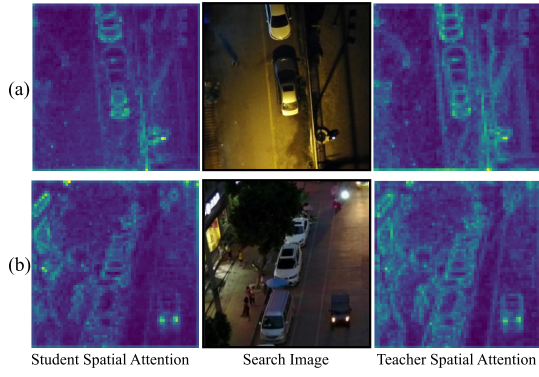 (a)
(b)
Student Spatial Attention
Search Image
Teacher Spatial Attention